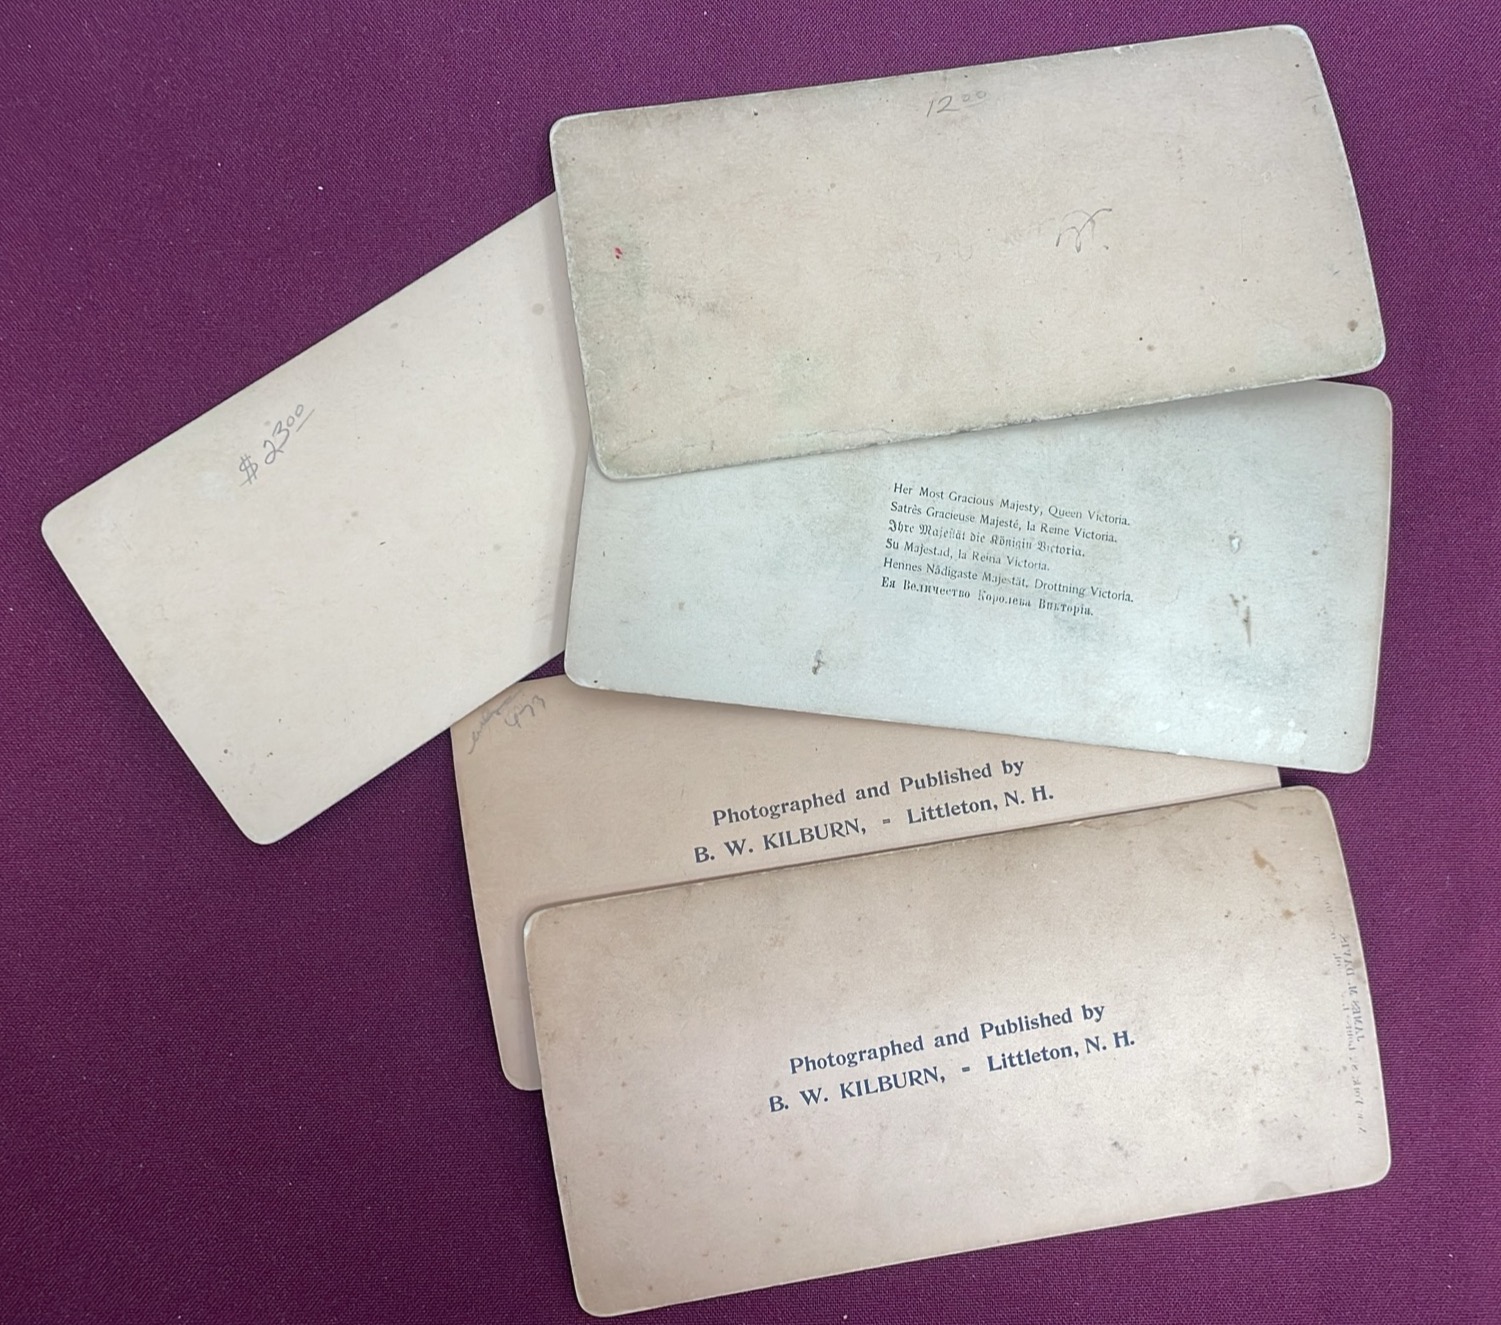 12 00
$ 23 00
Her Most Gracious Majesty, Queen Victoria.
Satrès Gracieuse Majesté, la Reine Victoria.
Ihre Majestät die Königin Victoria.
Su Majestad, la Reina Victoria.
Hennes Nådigaste Majestät, Drottning Victoria.
Ея Величество Королева Викторія.
493
Photographed and Published by
B. W. KILBURN, - Littleton, N. H.
Photographed and Published by
B. W. KILBURN, - Littleton, N. H.